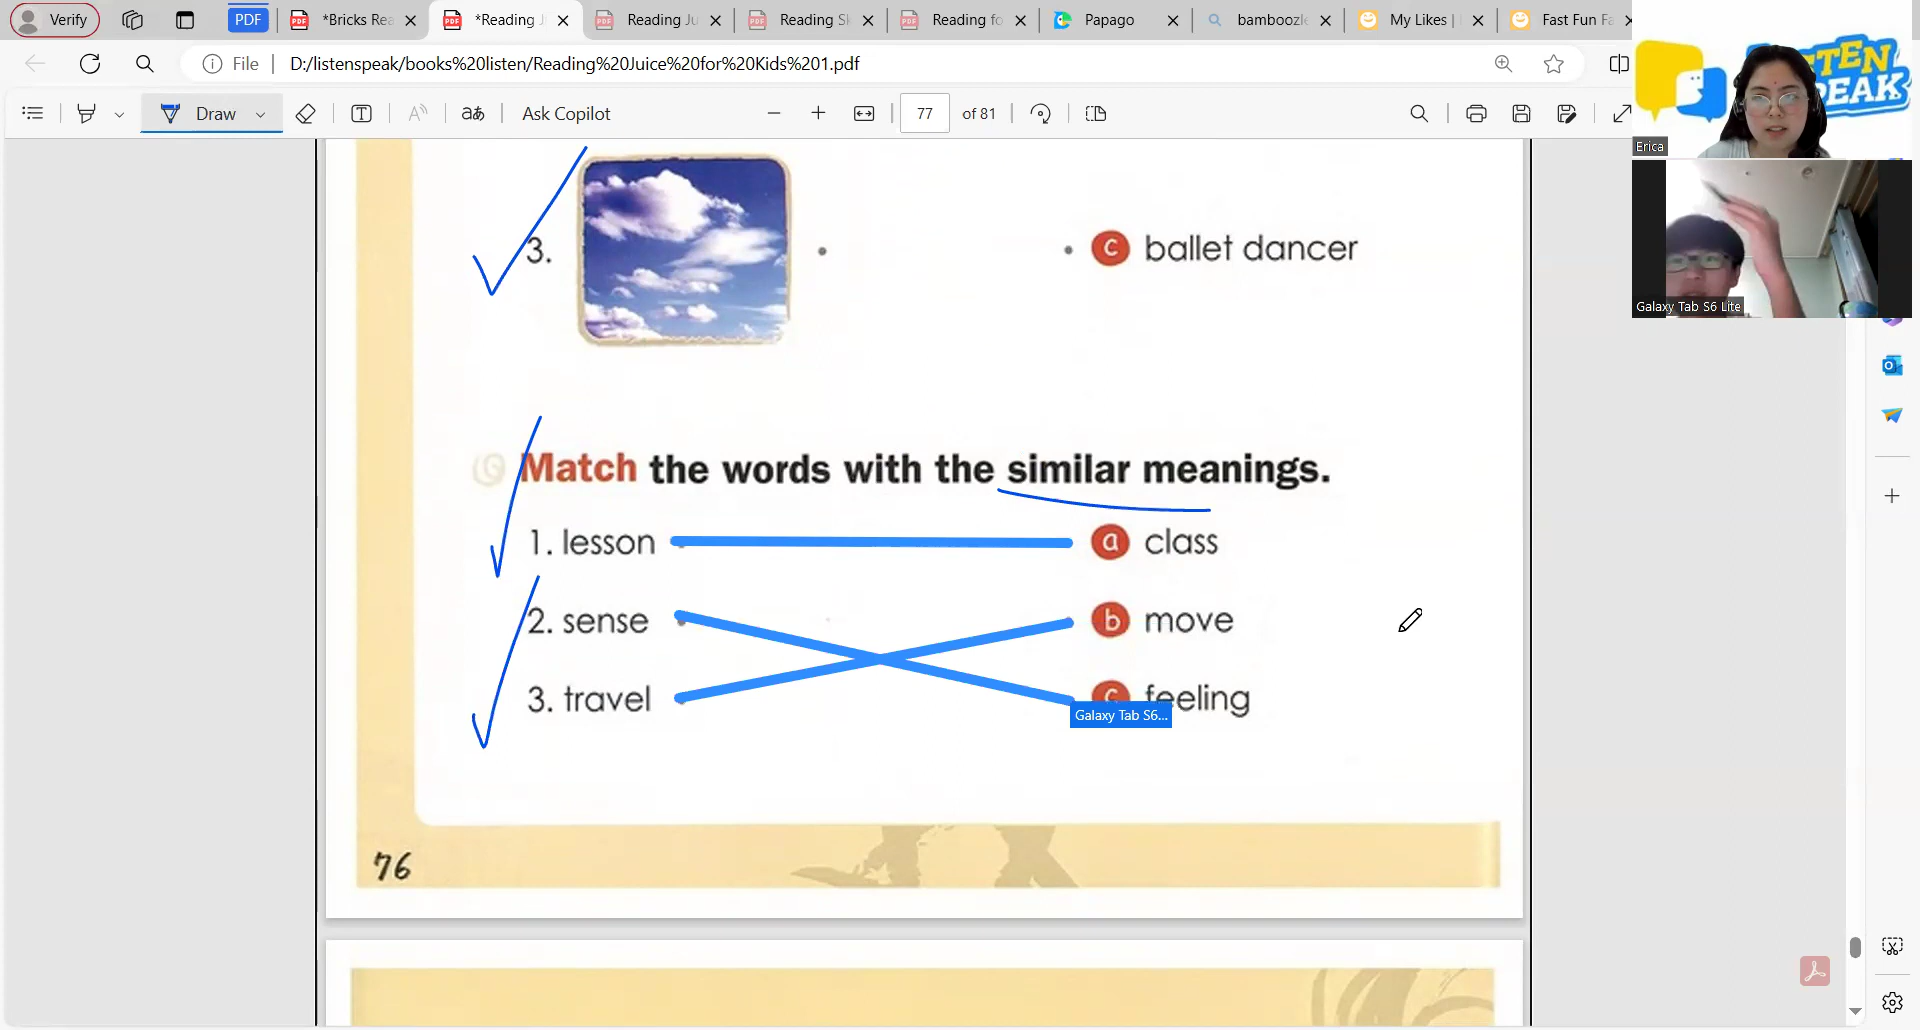 Verify
PDF
*Bricks Rea
*Reading J
Reading Ju
Reading Sk
Reading fo
Papago
bamboozle
My Likes |
Fast Fun Fa
File
D:/listenspeak/books%20listen/Reading%20Juice%20for%20Kids%201.pdf
Draw
Ask Copilot
77 of 81
Erica
Galaxy Tab S6 Lite
3.
c ballet dancer
Match the words with the similar meanings.
1. lesson
a class
2. sense
b move
3. travel
c feeling
Galaxy Tab S6...
76